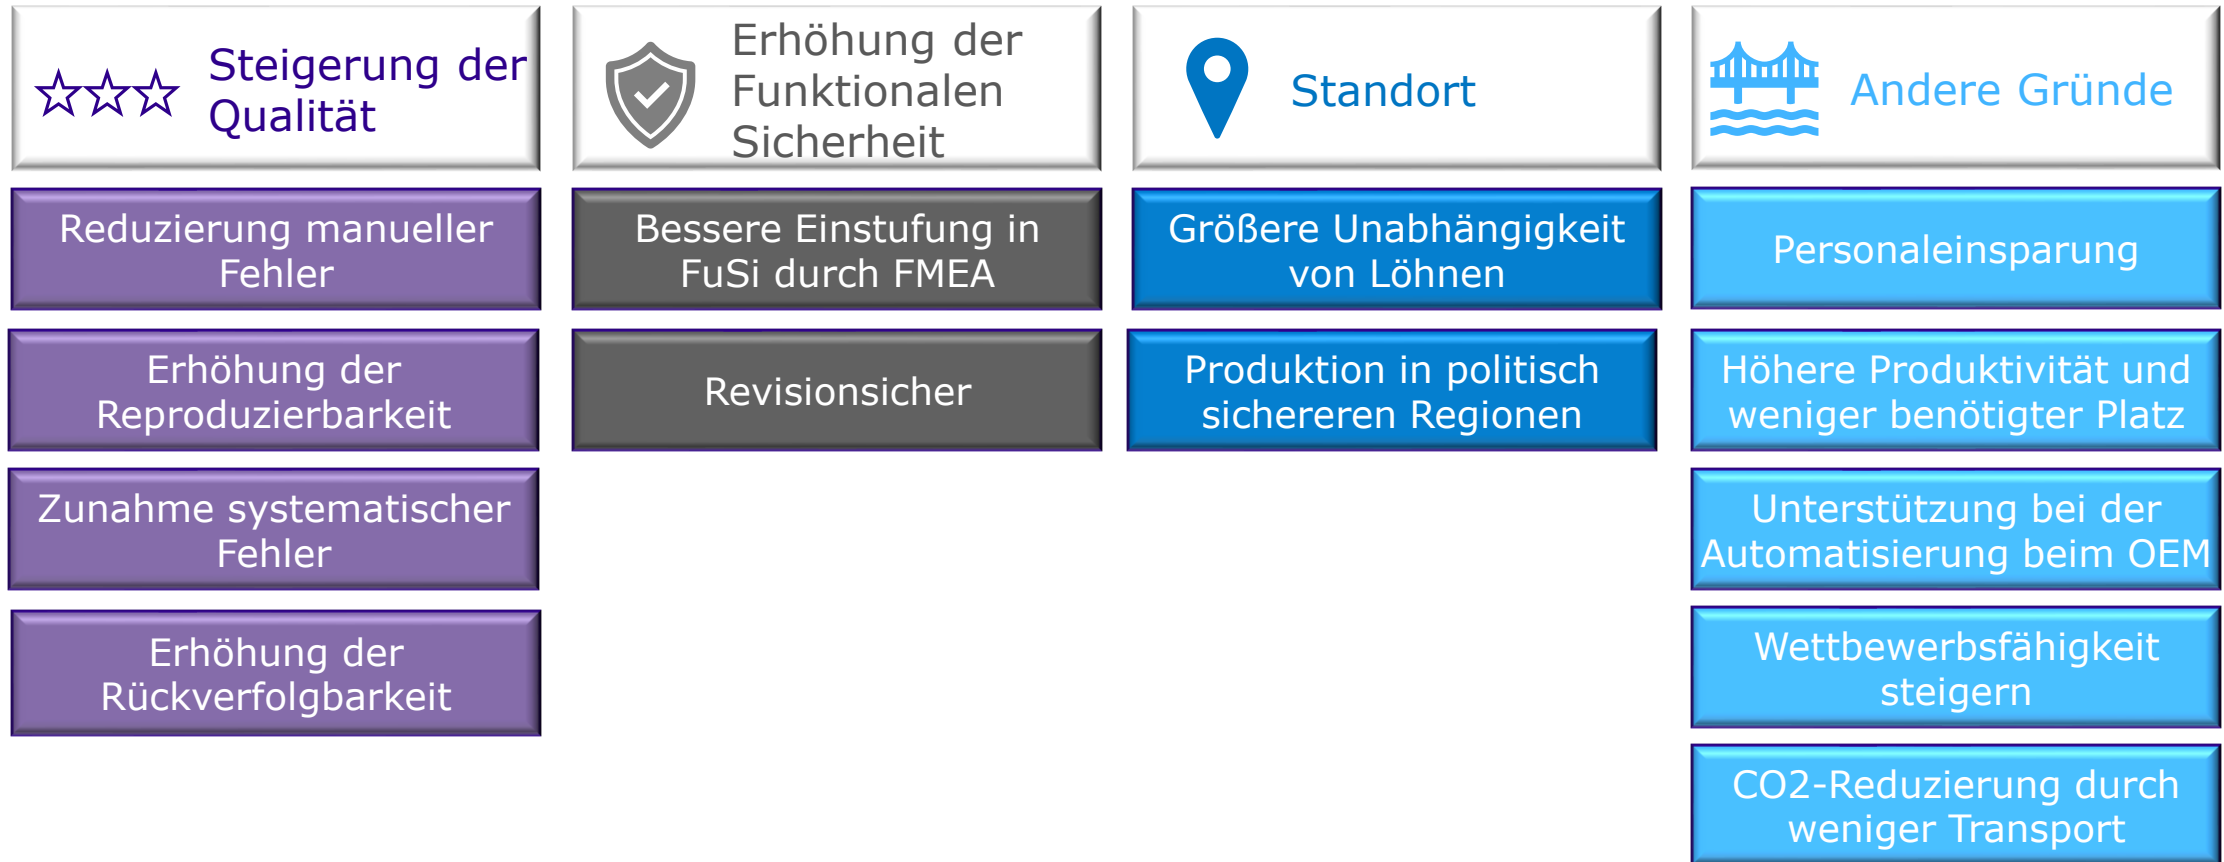 Steigerung der
Qualität
Reduzierung manueller
Fehler
Erhöhung der
Reproduzierbarkeit
Zunahme systematischer
Fehler
Erhöhung der
Rückverfolgbarkeit
Erhöhung der
Funktionalen
Sicherheit
Bessere Einstufung in
FuSi durch FMEA
Revisionsicher
Standort
Größere Unabhängigkeit
von Löhnen
Produktion in politisch
sichereren Regionen
Andere Gründe
Personaleinsparung
Höhere Produktivität und
weniger benötigter Platz
Unterstützung bei der
Automatisierung beim OEM
Wettbewerbsfähigkeit
steigern
CO2-Reduzierung durch
weniger Transport